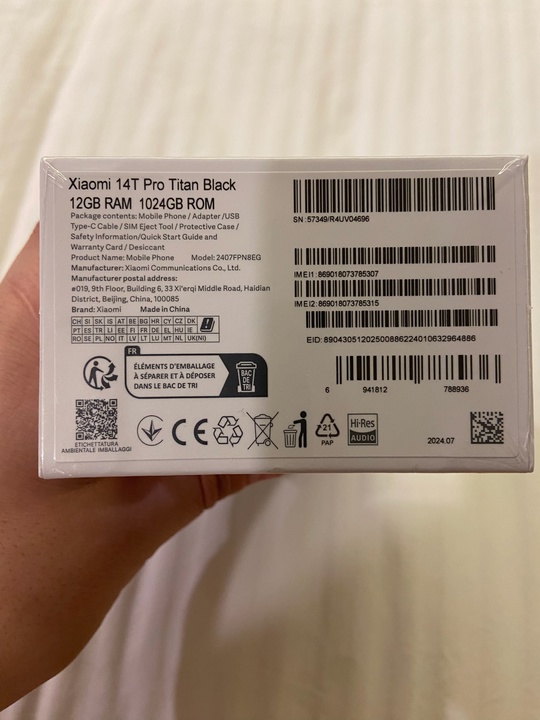 Xiaomi 14T Pro Titan Black
12GB RAM 1024GB ROM
Package contents: Mobile Phone / Adapter /USB
Type-C Cable / SIM Eject Tool / Protective Case /
Safety Information/Quick Start Guide and
Warranty Card / Desiccant
Product Name: Mobile Phone Model: 2407FPN8EG
Manufacturer: Xiaomi Communications Co., Ltd.
Manufacturer postal address:
#019, 9th Floor, Building 6, 33 Xi'erqi Middle Road, Haidian
District, Beijing, China, 100085
Brand: Xiaomi Made in China
CH SI SK IS AT BE BG HR CY CZ DK
PT ES TR LI EE FI FR DE EL HU IE
RO SE PL NO IT LV LT LU MT NL UK(NI)
FR
ÉLÉMENTS D'EMBALLAGE
À SÉPARER ET À DÉPOSER
DANS LE BAC DE TRI
BAC
DE
TRI
ETICHETTATURA
AMBIENTALE IMBALLAGGI
CE
21
PAP
Hi-Res
AUDIO
SN:57349/R4UV04696
IMEI1:869018073785307
IMEI2:869018073785315
EID:89043051202500886224010632964886
6 941812 788936
2024.07